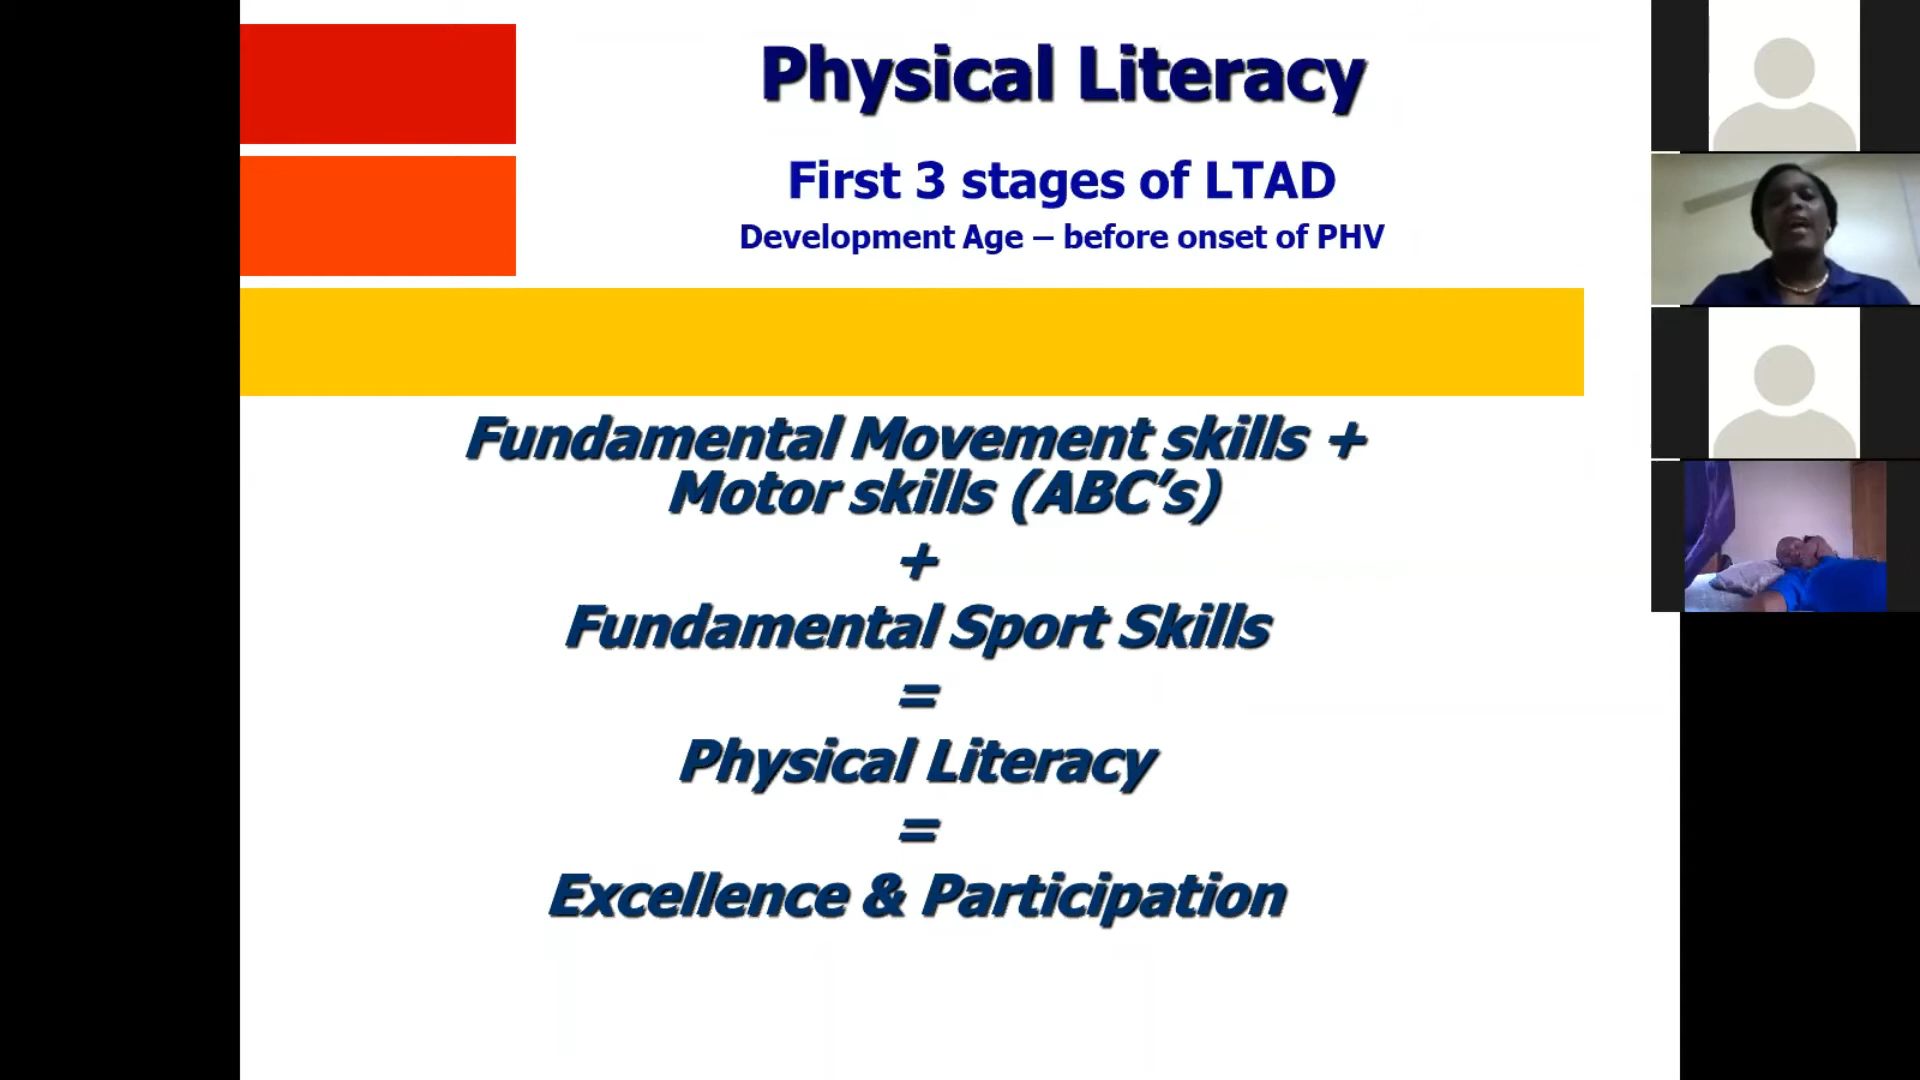 Physical Literacy
First 3 stages of LTAD
Development Age – before onset of PHV
Fundamental Movement skills +
Motor skills (ABC’s)
+
Fundamental Sport Skills
=
Physical Literacy
=
Excellence & Participation